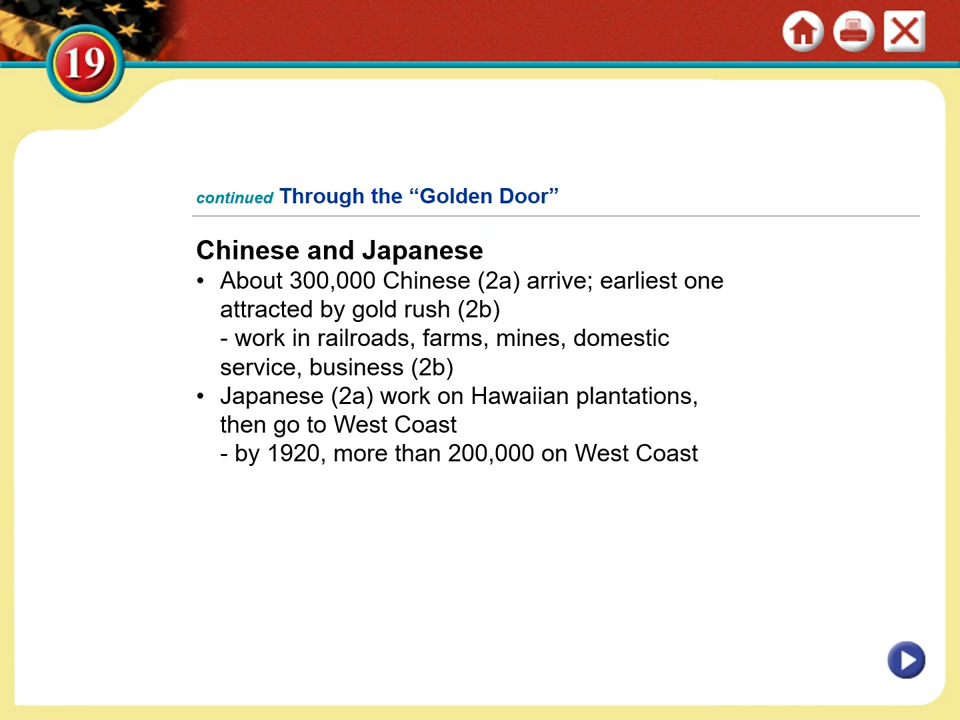 19
continued Through the “Golden Door”
Chinese and Japanese
• About 300,000 Chinese (2a) arrive; earliest one
attracted by gold rush (2b)
- work in railroads, farms, mines, domestic
service, business (2b)
• Japanese (2a) work on Hawaiian plantations,
then go to West Coast
- by 1920, more than 200,000 on West Coast